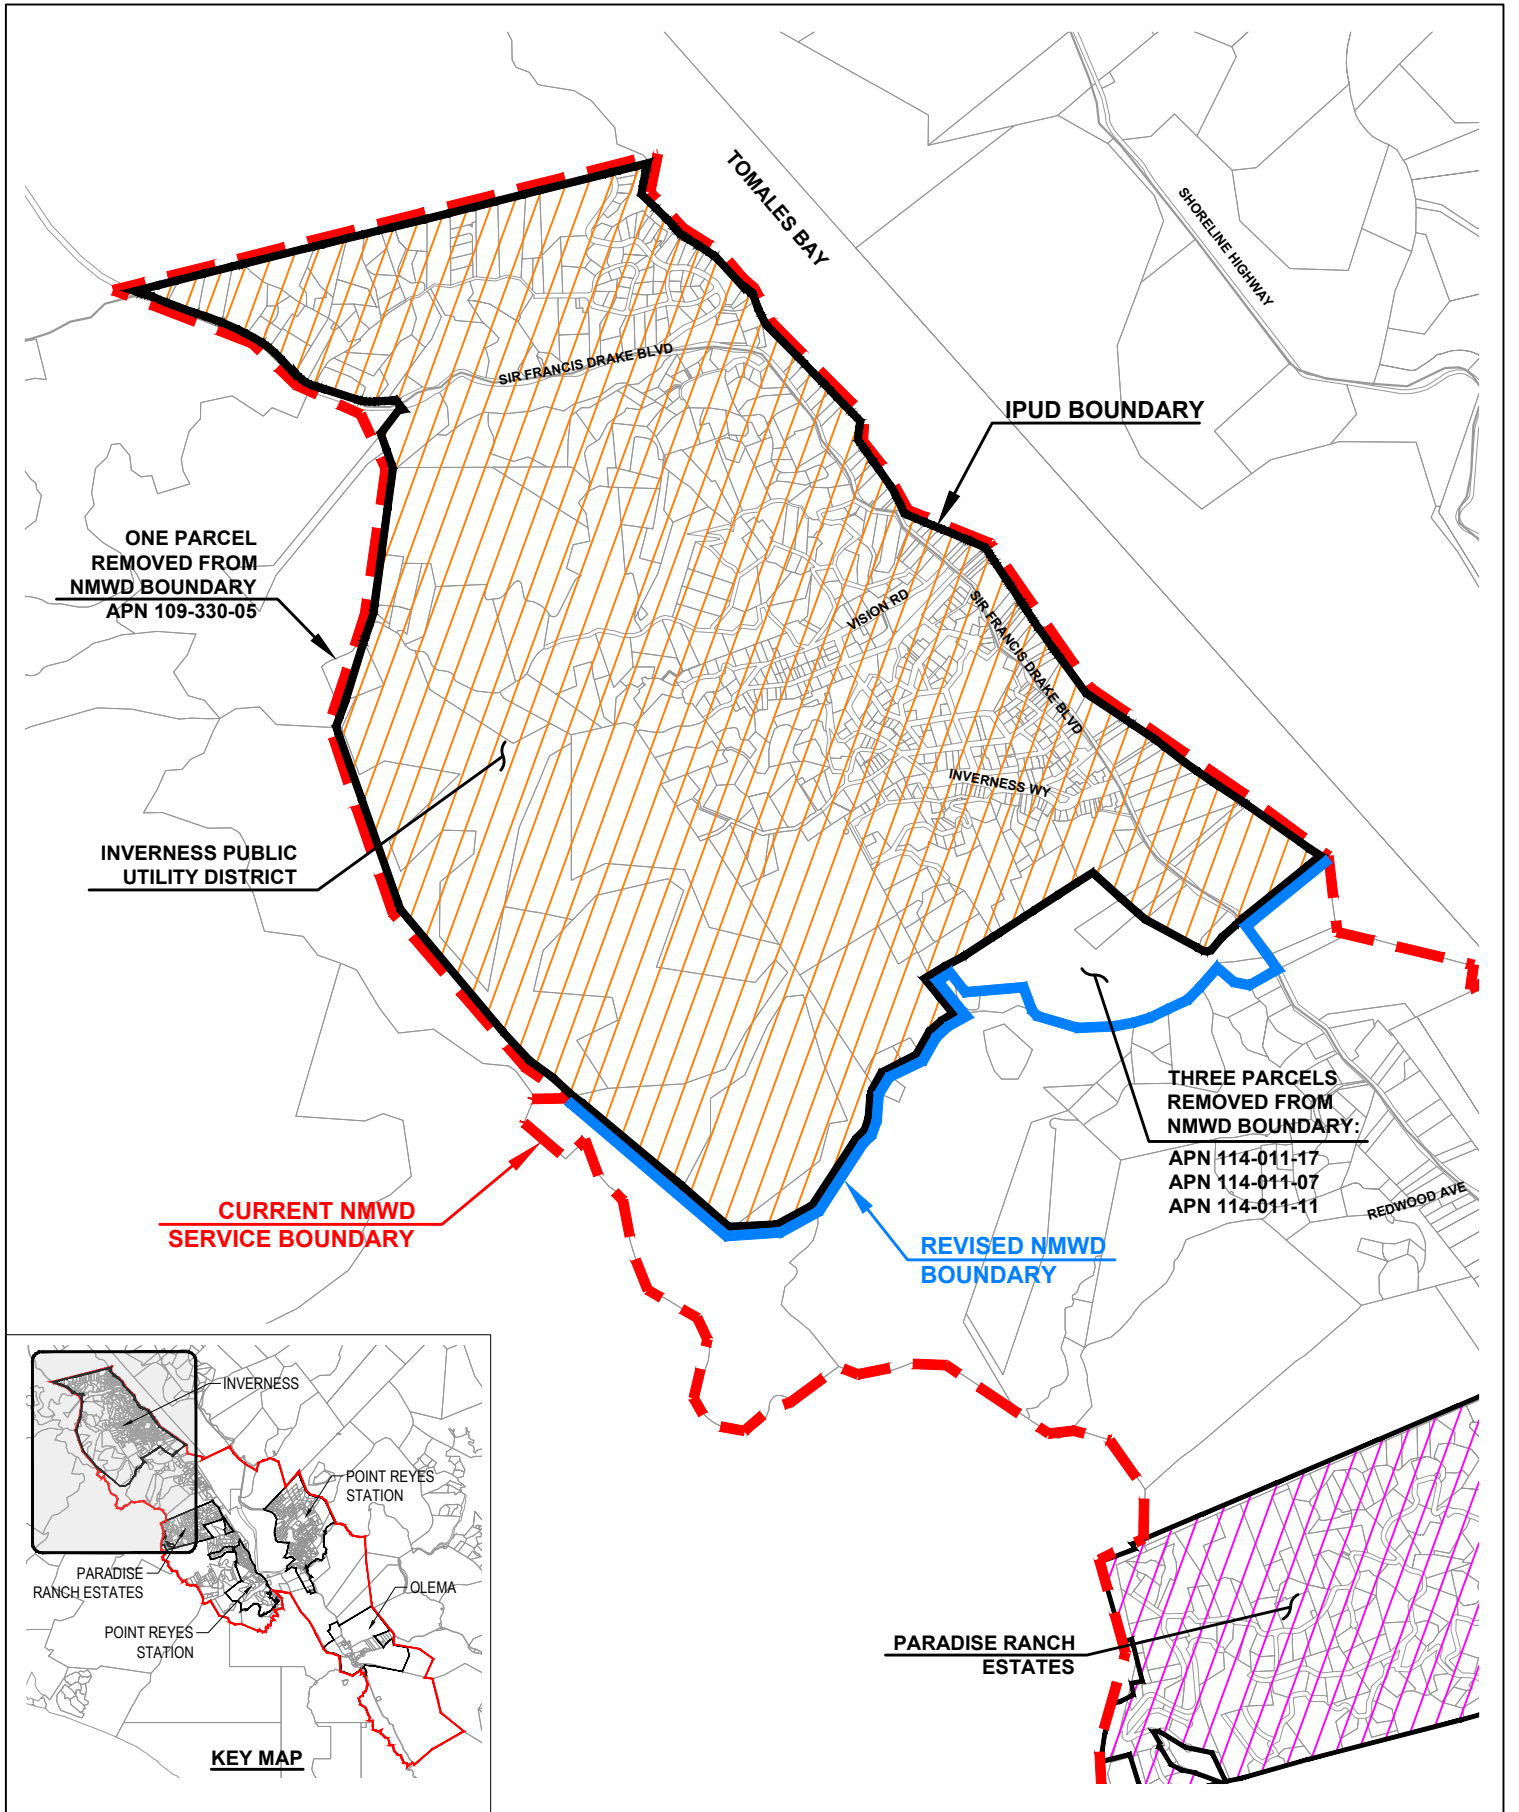 TOMALES BAY
SHORELINE HIGHWAY
SIR FRANCIS DRAKE BLVD
IPUD BOUNDARY
ONE PARCEL
REMOVED FROM
NMWD BOUNDARY
APN 109-330-05
VISION RD
SIR FRANCIS DRAKE BLVD
INVERNESS WY
INVERNESS PUBLIC
UTILITY DISTRICT
THREE PARCELS
REMOVED FROM
NMWD BOUNDARY:
APN 114-011-17
APN 114-011-07
APN 114-011-11
REDWOOD AVE
CURRENT NMWD
SERVICE BOUNDARY
REVISED NMWD
BOUNDARY
PARADISE RANCH
ESTATES
INVERNESS
POINT REYES
STATION
PARADISE
RANCH ESTATES
OLEMA
POINT REYES
STATION
KEY MAP